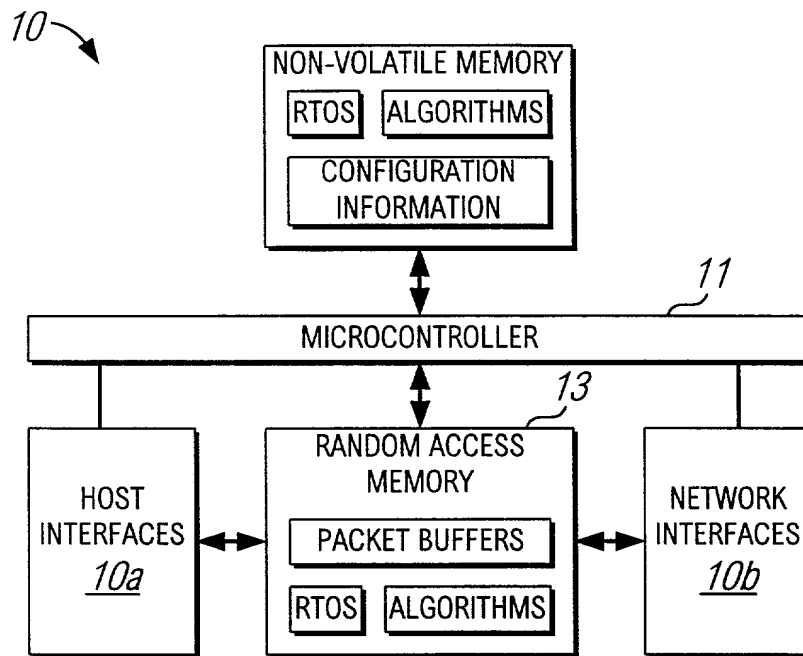 10
NON-VOLATILE MEMORY
RTOS
ALGORITHMS
CONFIGURATION
INFORMATION
11
MICROCONTROLLER
13
HOST
INTERFACES
10a
RANDOM ACCESS
MEMORY
PACKET BUFFERS
RTOS
ALGORITHMS
NETWORK
INTERFACES
10b